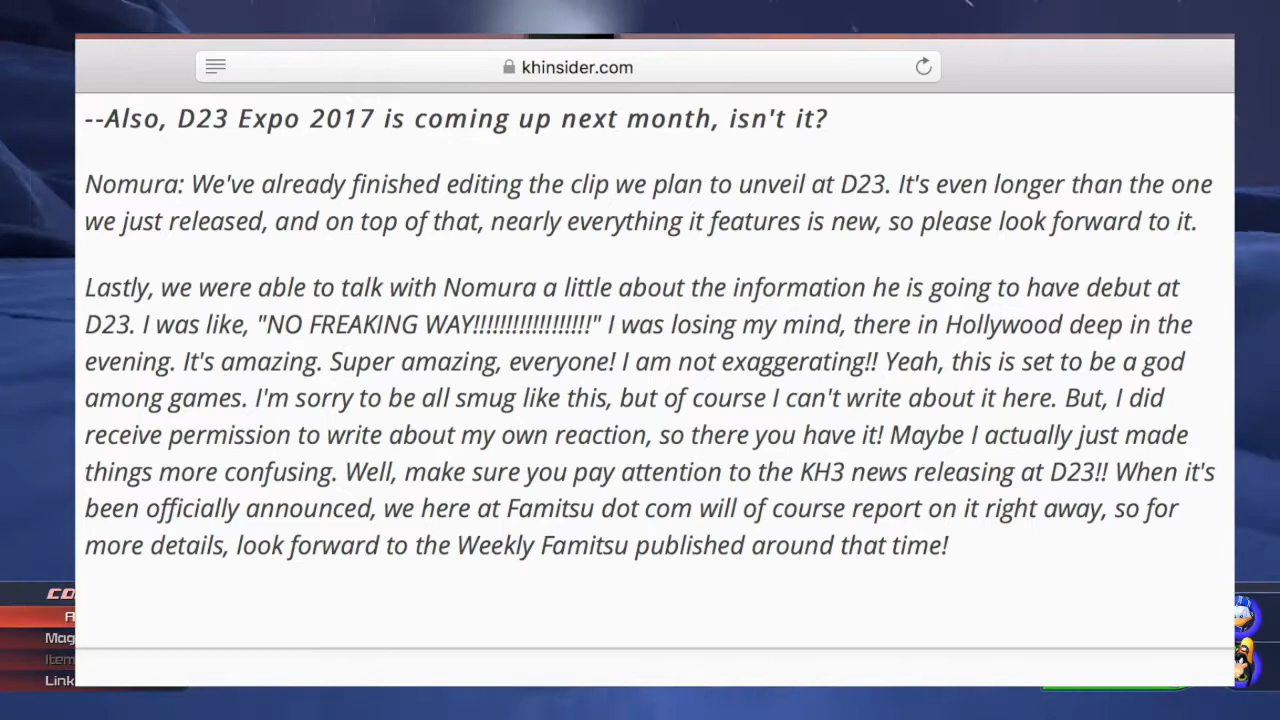 khinsider.com
--Also, D23 Expo 2017 is coming up next month, isn't it?
Nomura: We've already finished editing the clip we plan to unveil at D23. It's even longer than the one
we just released, and on top of that, nearly everything it features is new, so please look forward to it.
Lastly, we were able to talk with Nomura a little about the information he is going to have debut at
D23. I was like, "NO FREAKING WAY!!!!!!!!!!!!!!!!!!" I was losing my mind, there in Hollywood deep in the
evening. It's amazing. Super amazing, everyone! I am not exaggerating!! Yeah, this is set to be a god
among games. I'm sorry to be all smug like this, but of course I can't write about it here. But, I did
receive permission to write about my own reaction, so there you have it! Maybe I actually just made
things more confusing. Well, make sure you pay attention to the KH3 news releasing at D23!! When it's
been officially announced, we here at Famitsu dot com will of course report on it right away, so for
more details, look forward to the Weekly Famitsu published around that time!
CO
A
Mag
Item
Link